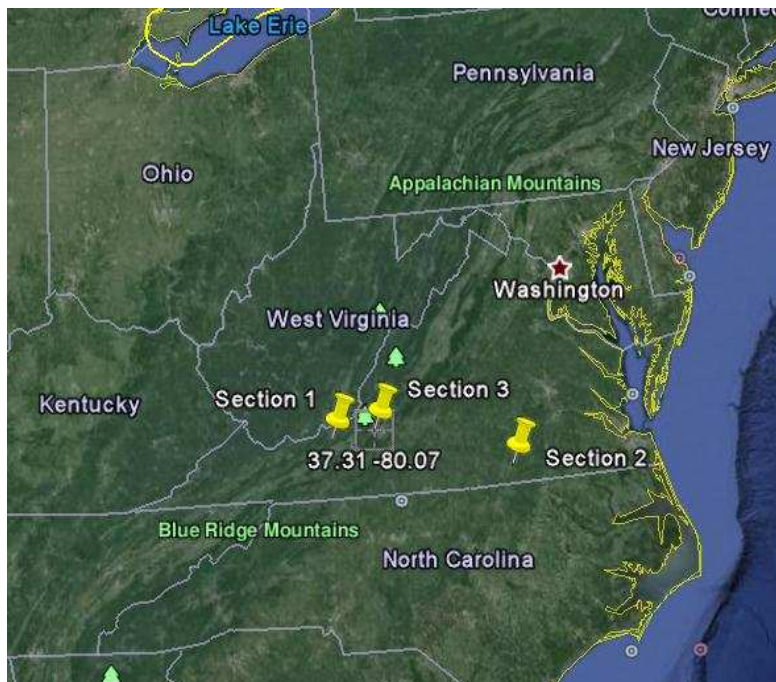 Connec
Lake Erie
Pennsylvania
New Jersey
Ohio
Appalachian Mountains
Washington
West Virginia
Section 1
Section 3
Kentucky
37.31 -80.07
Section 2
Blue Ridge Mountains
North Carolina